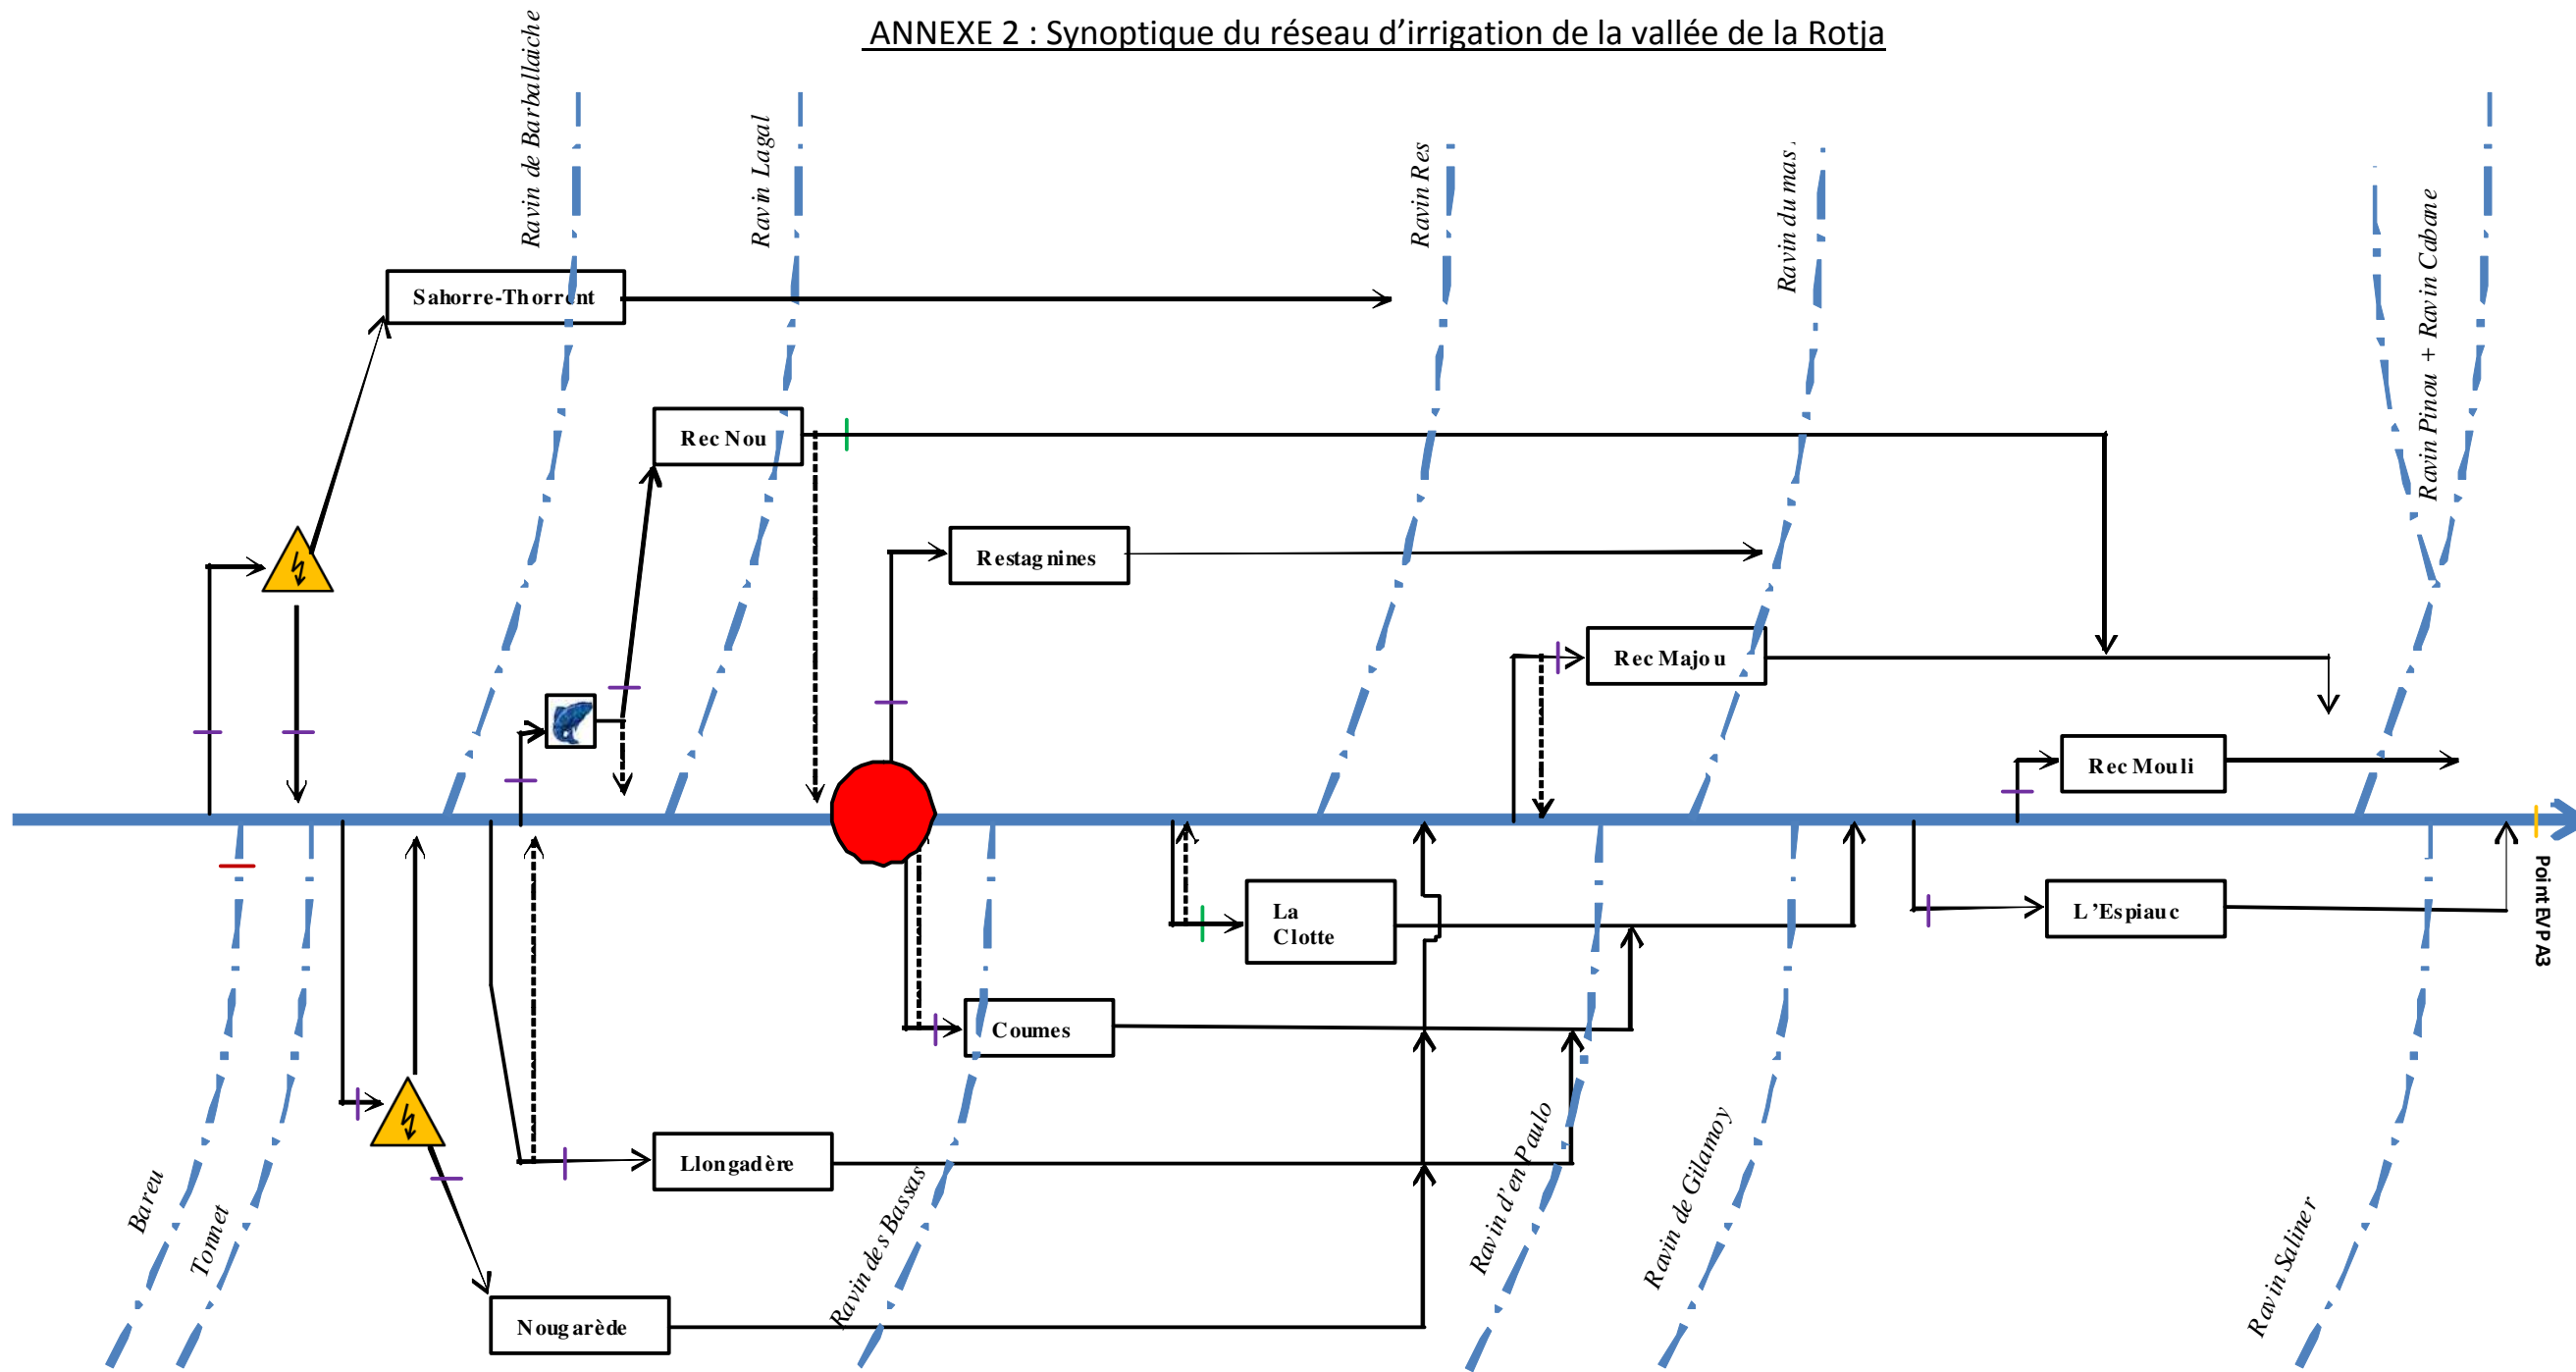 ANNEXE 2 : Synoptique du réseau d’irrigation de la vallée de la Rotja
Ravin de Barballaiche
Ravin Lagal
Ravin Res
Ravin du mas
Ravin Pinou + Ravin Cabane
Sahorre-Thorrent
Rec Nou
Restagnines
Rec Majou
Rec Mouli
La
Clotte
L’Espiauc
Point EVP A3
Coumes
Llongadère
Nougarède
Bareu
Tonnet
Ravin des Bassas
Ravin d’en Paulo
Ravin de Gilamoy
Ravin Saliner